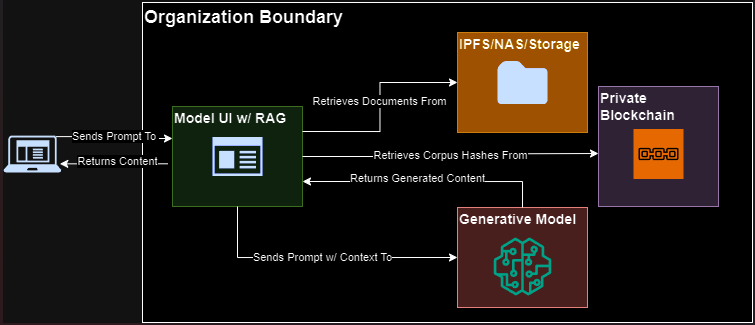 Organization Boundary
IPFS/NAS/Storage
Retrieves Documents From
Private
Blockchain
Model UI w/ RAG
Sends Prompt To
Retrieves Corpus Hashes From
Returns Content
Returns Generated Content
Generative Model
Sends Prompt w/ Context To